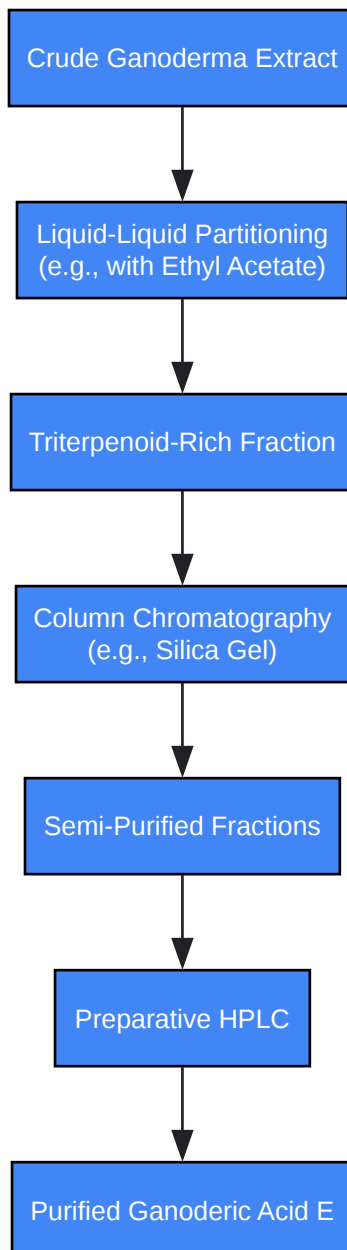 Crude Ganoderma Extract
Liquid-Liquid Partitioning
(e.g., with Ethyl Acetate)
Triterpenoid-Rich Fraction
Column Chromatography
(e.g., Silica Gel)
Semi-Purified Fractions
Preparative HPLC
Purified Ganoderic Acid E